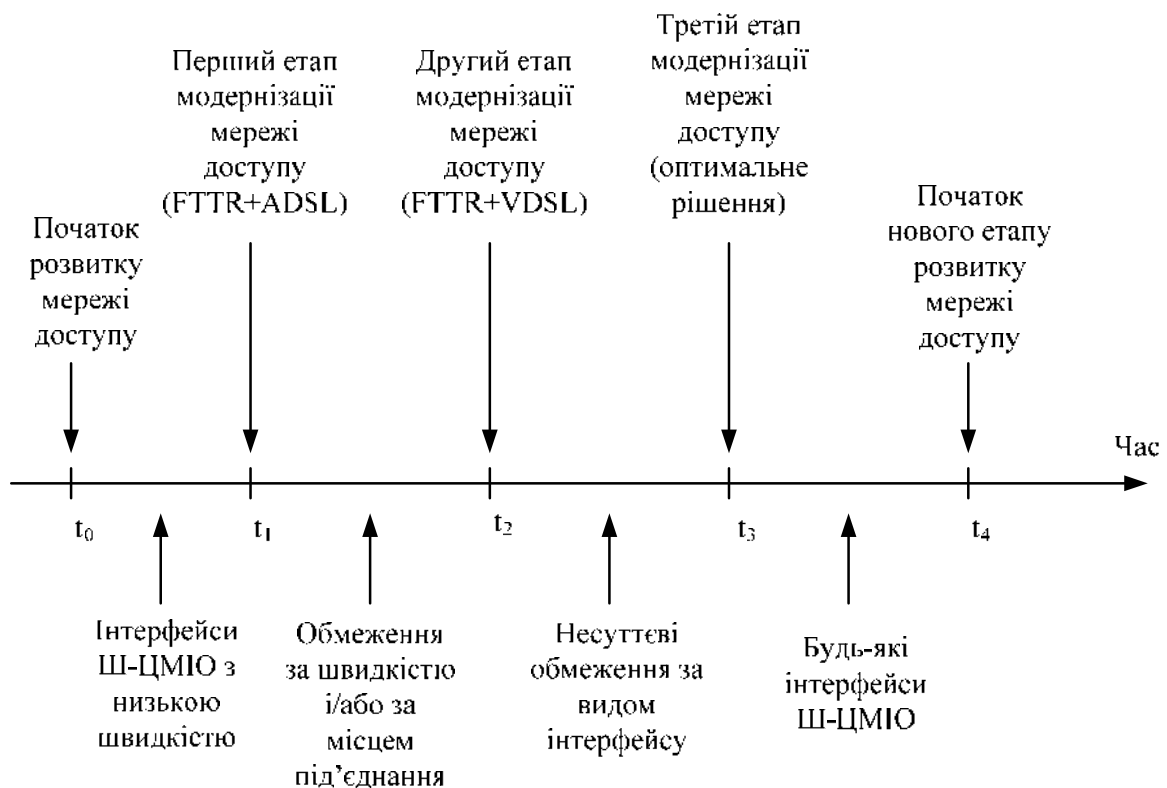 Початок
розвитку
мережі
доступу
Перший етап
модернізації
мережі
доступу
(FTTR+ADSL)
Другий етап
модернізації
мережі
доступу
(FTTR+VDSL)
Третій етап
модернізації
мережі
доступу
(оптимальне
рішення)
Початок
нового етапу
розвитку
мережі
доступу
Час
t₀
t₁
t₂
t₃
t₄
Інтерфейси
Ш-ЦМІО з
низькою
швидкістю
Обмеження
за швидкістю
і/або за
місцем
під’єднання
Несуттєві
обмеження за
видом
інтерфейсу
Будь-які
інтерфейси
Ш-ЦМІО